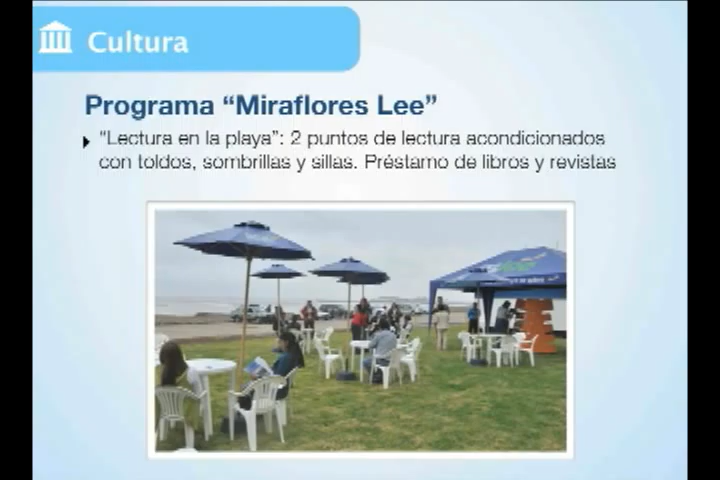 Cultura
Programa “Miraflores Lee”
“Lectura en la playa”: 2 puntos de lectura acondicionados
con toldos, sombrillas y sillas. Préstamo de libros y revistas